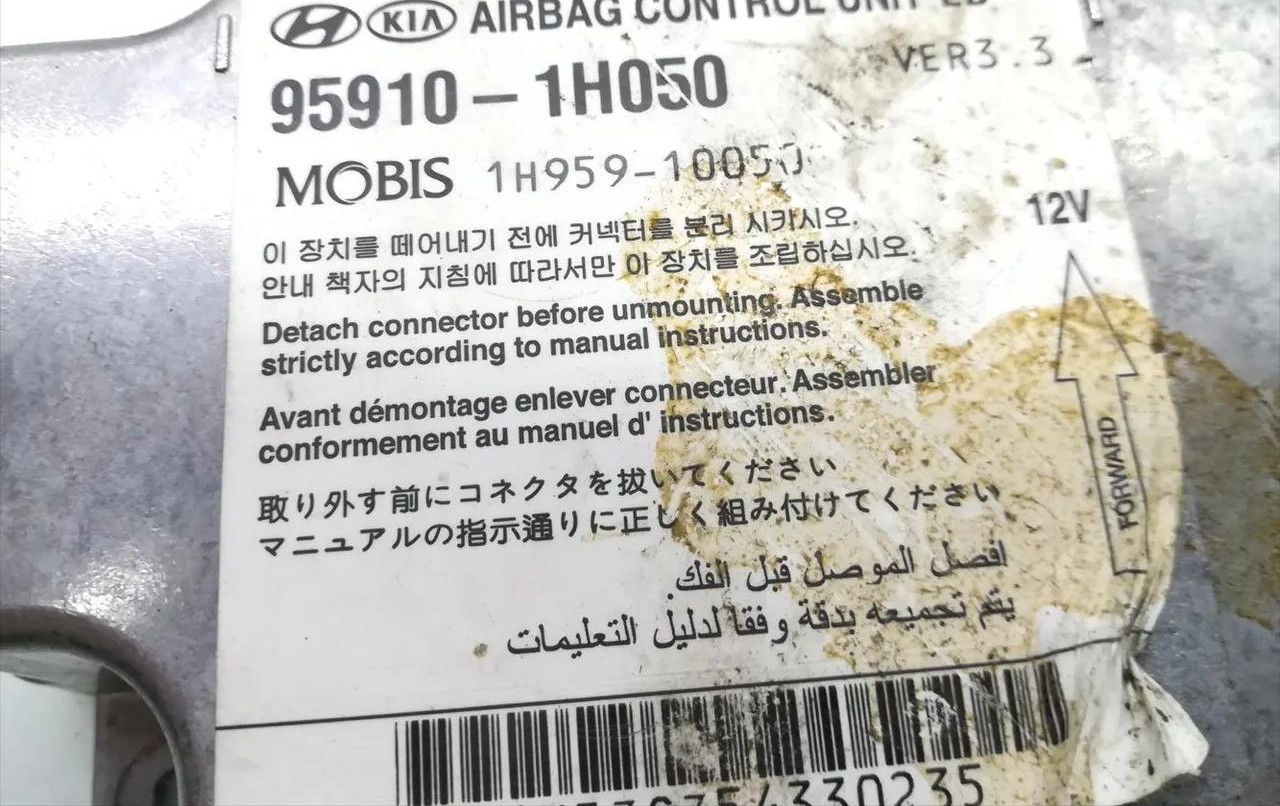 KIA AIRBAG CONTROL UNIT
VER3.3
95910-1H050
MOBIS 1H959-10050
12V
이 장치를 떼어내기 전에 커넥터를 분리 시키시오.
안내 책자의 지침에 따라서만 이 장치를 조립하십시오.
Detach connector before unmounting. Assemble
strictly according to manual instructions.
Avant démontage enlever connecteur. Assembler
conformement au manuel d' instructions.
FORWARD
取り外す前にコネクタを抜いてください
マニュアルの指示通りに正しく組み付けてください
افصل الموصل قبل الفك.
يتم تجميعه بدقة وفقا لدليل التعليمات